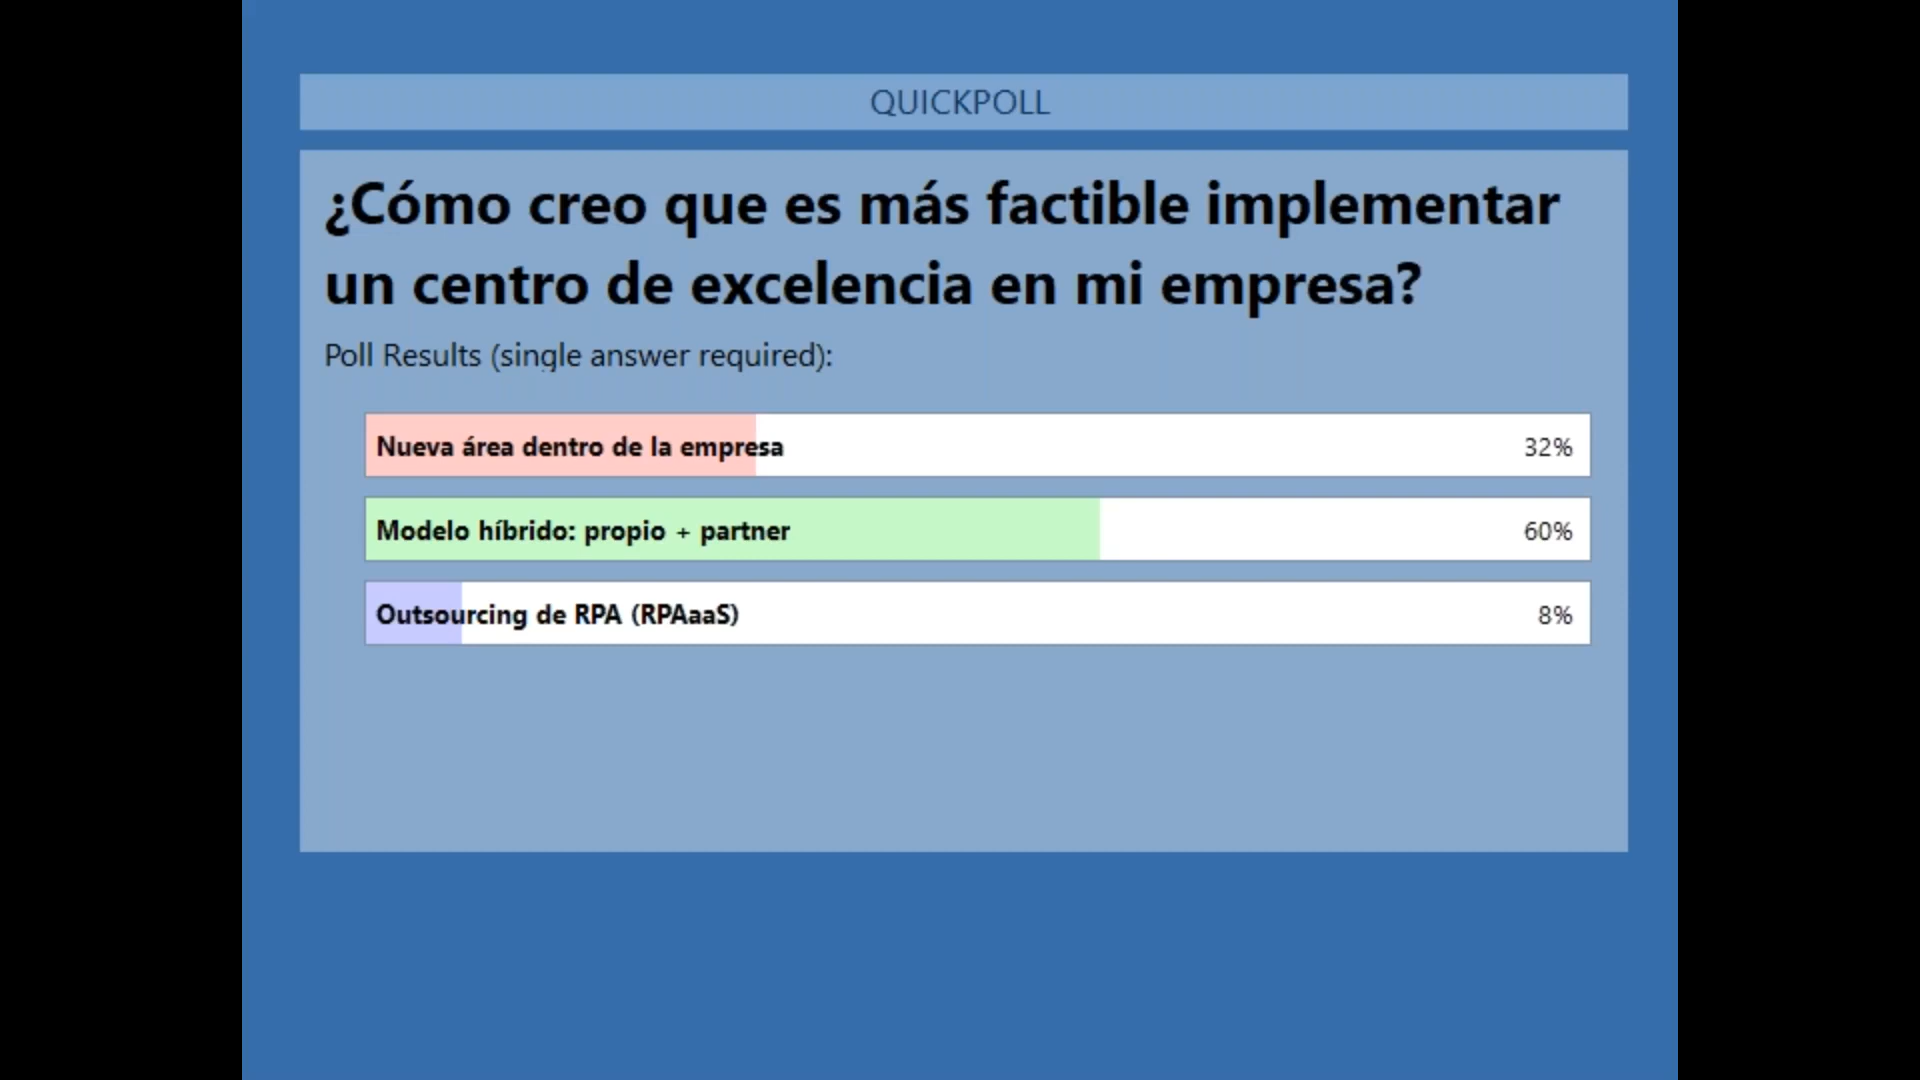 QUICKPOLL
¿Cómo creo que es más factible implementar
un centro de excelencia en mi empresa?
Poll Results (single answer required):
Nueva área dentro de la empresa 32%
Modelo híbrido: propio + partner 60%
Outsourcing de RPA (RPAaaS) 8%